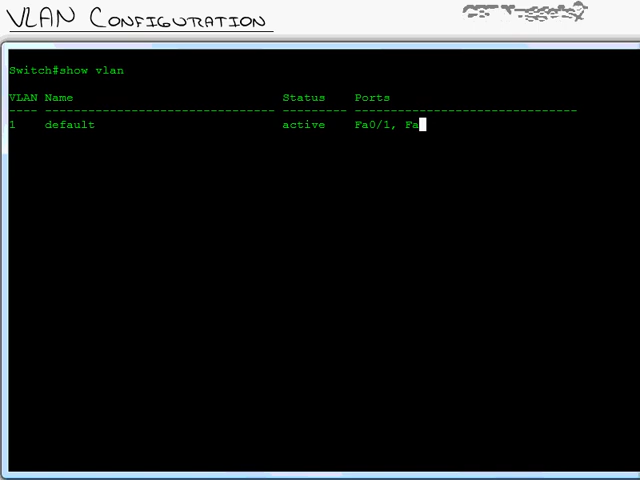 VLAN CONFIGURATION
Switch#show vlan
VLAN Name Status Ports
---- -------------------------------- --------- -------------------------------
1 default active Fa0/1, Fa